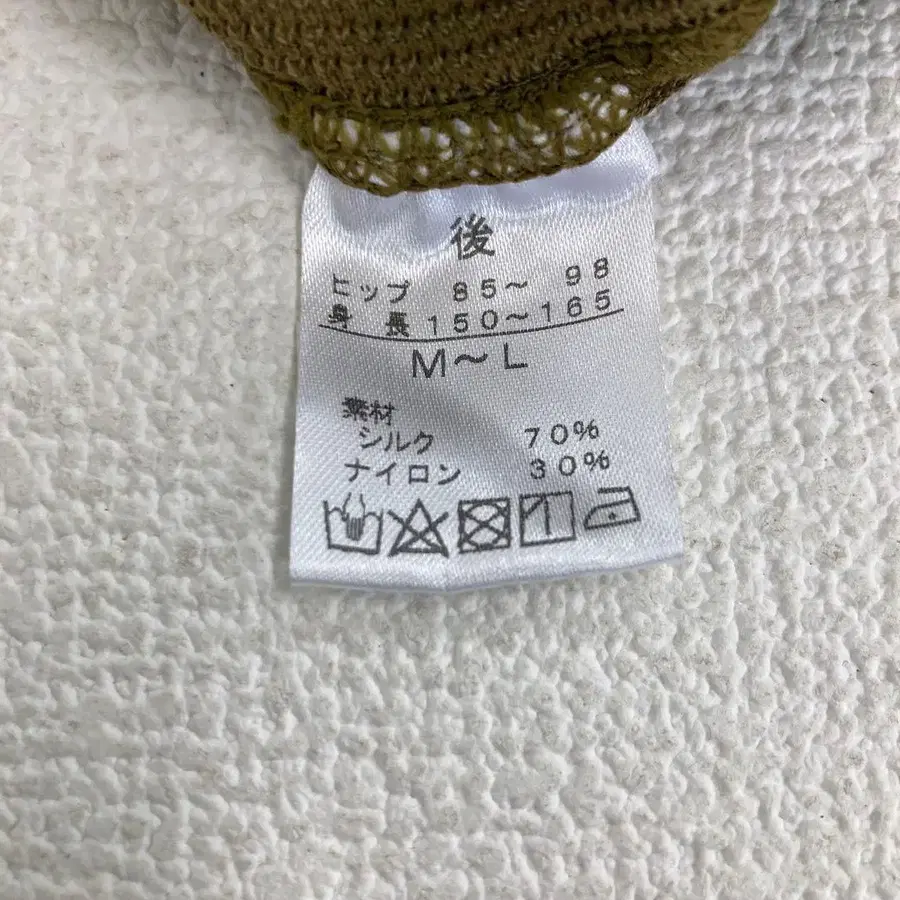 後
ヒップ 85～ 98
身 長 150～165
M～L
素材
シルク 70%
ナイロン 30%